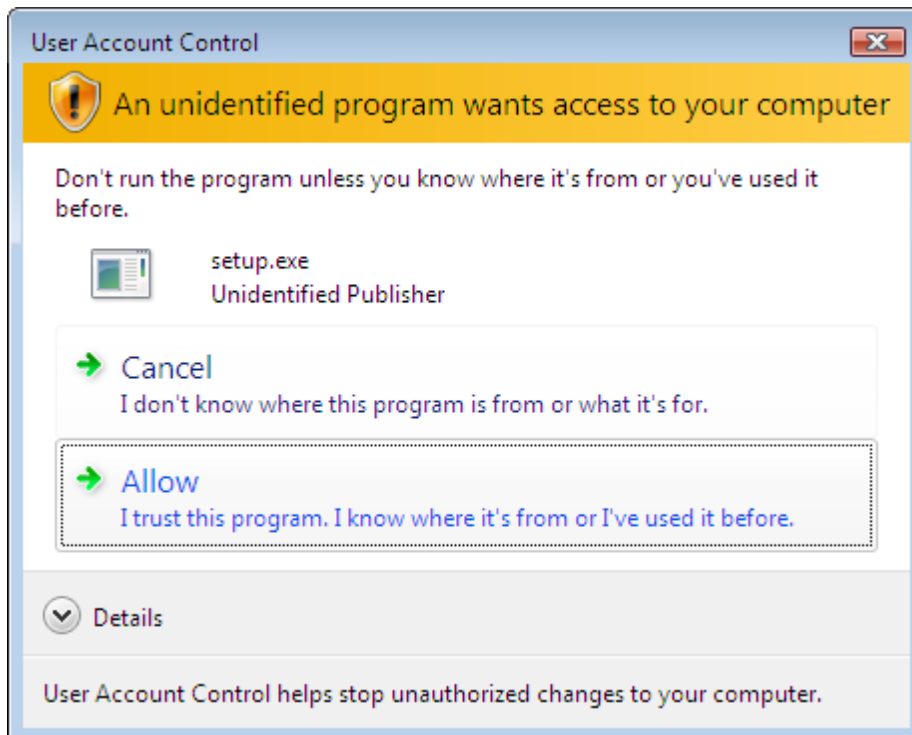 User Account Control
An unidentified program wants access to your computer
Don't run the program unless you know where it's from or you've used it
before.
setup.exe
Unidentified Publisher
Cancel
I don't know where this program is from or what it's for.
Allow
I trust this program. I know where it's from or I've used it before.
Details
User Account Control helps stop unauthorized changes to your computer.